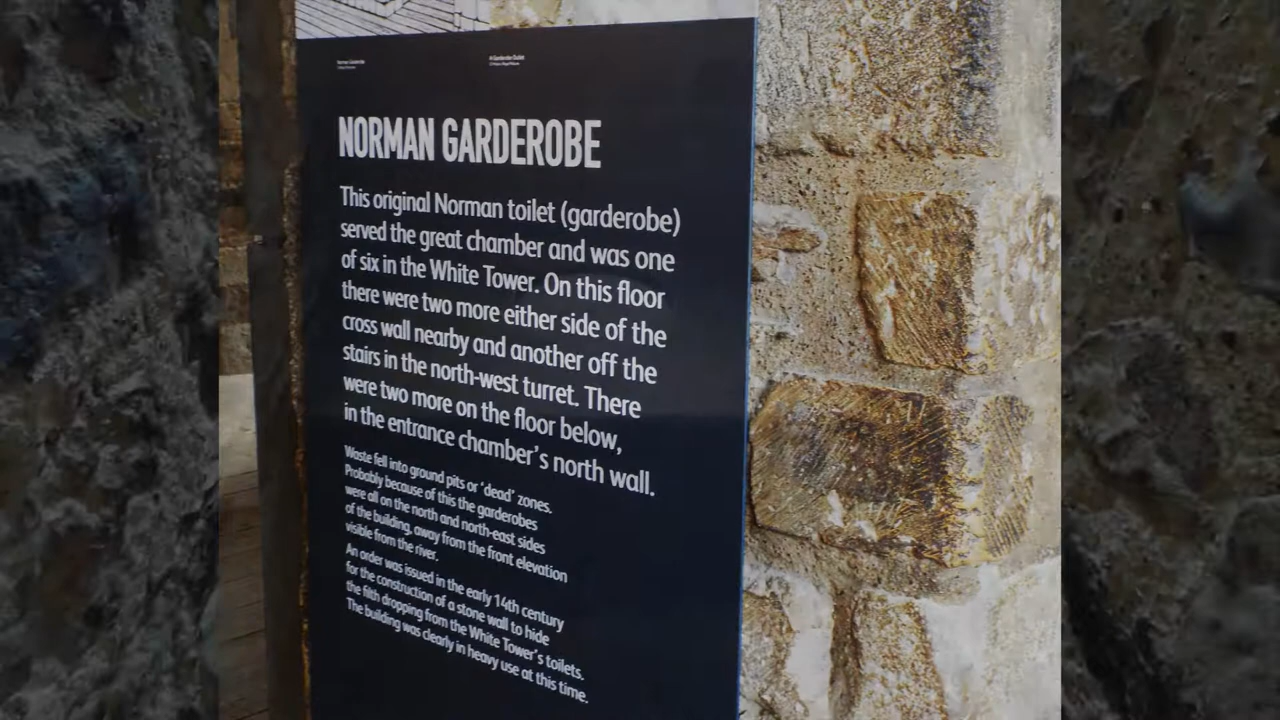 Norman Garderobe
A Garderobe Outlet
NORMAN GARDEROBE
This original Norman toilet (garderobe)
served the great chamber and was one
of six in the White Tower. On this floor
there were two more either side of the
cross wall nearby and another off the
stairs in the north-west turret. There
were two more on the floor below,
in the entrance chamber's north wall.
Waste fell into ground pits or 'dead' zones.
Probably because of this the garderobes
were all on the north and north-east sides
of the building, away from the front elevation
visible from the river.
An order was issued in the early 14th century
for the construction of a stone wall to hide
the filth dropping from the White Tower's toilets.
The building was clearly in heavy use at this time.